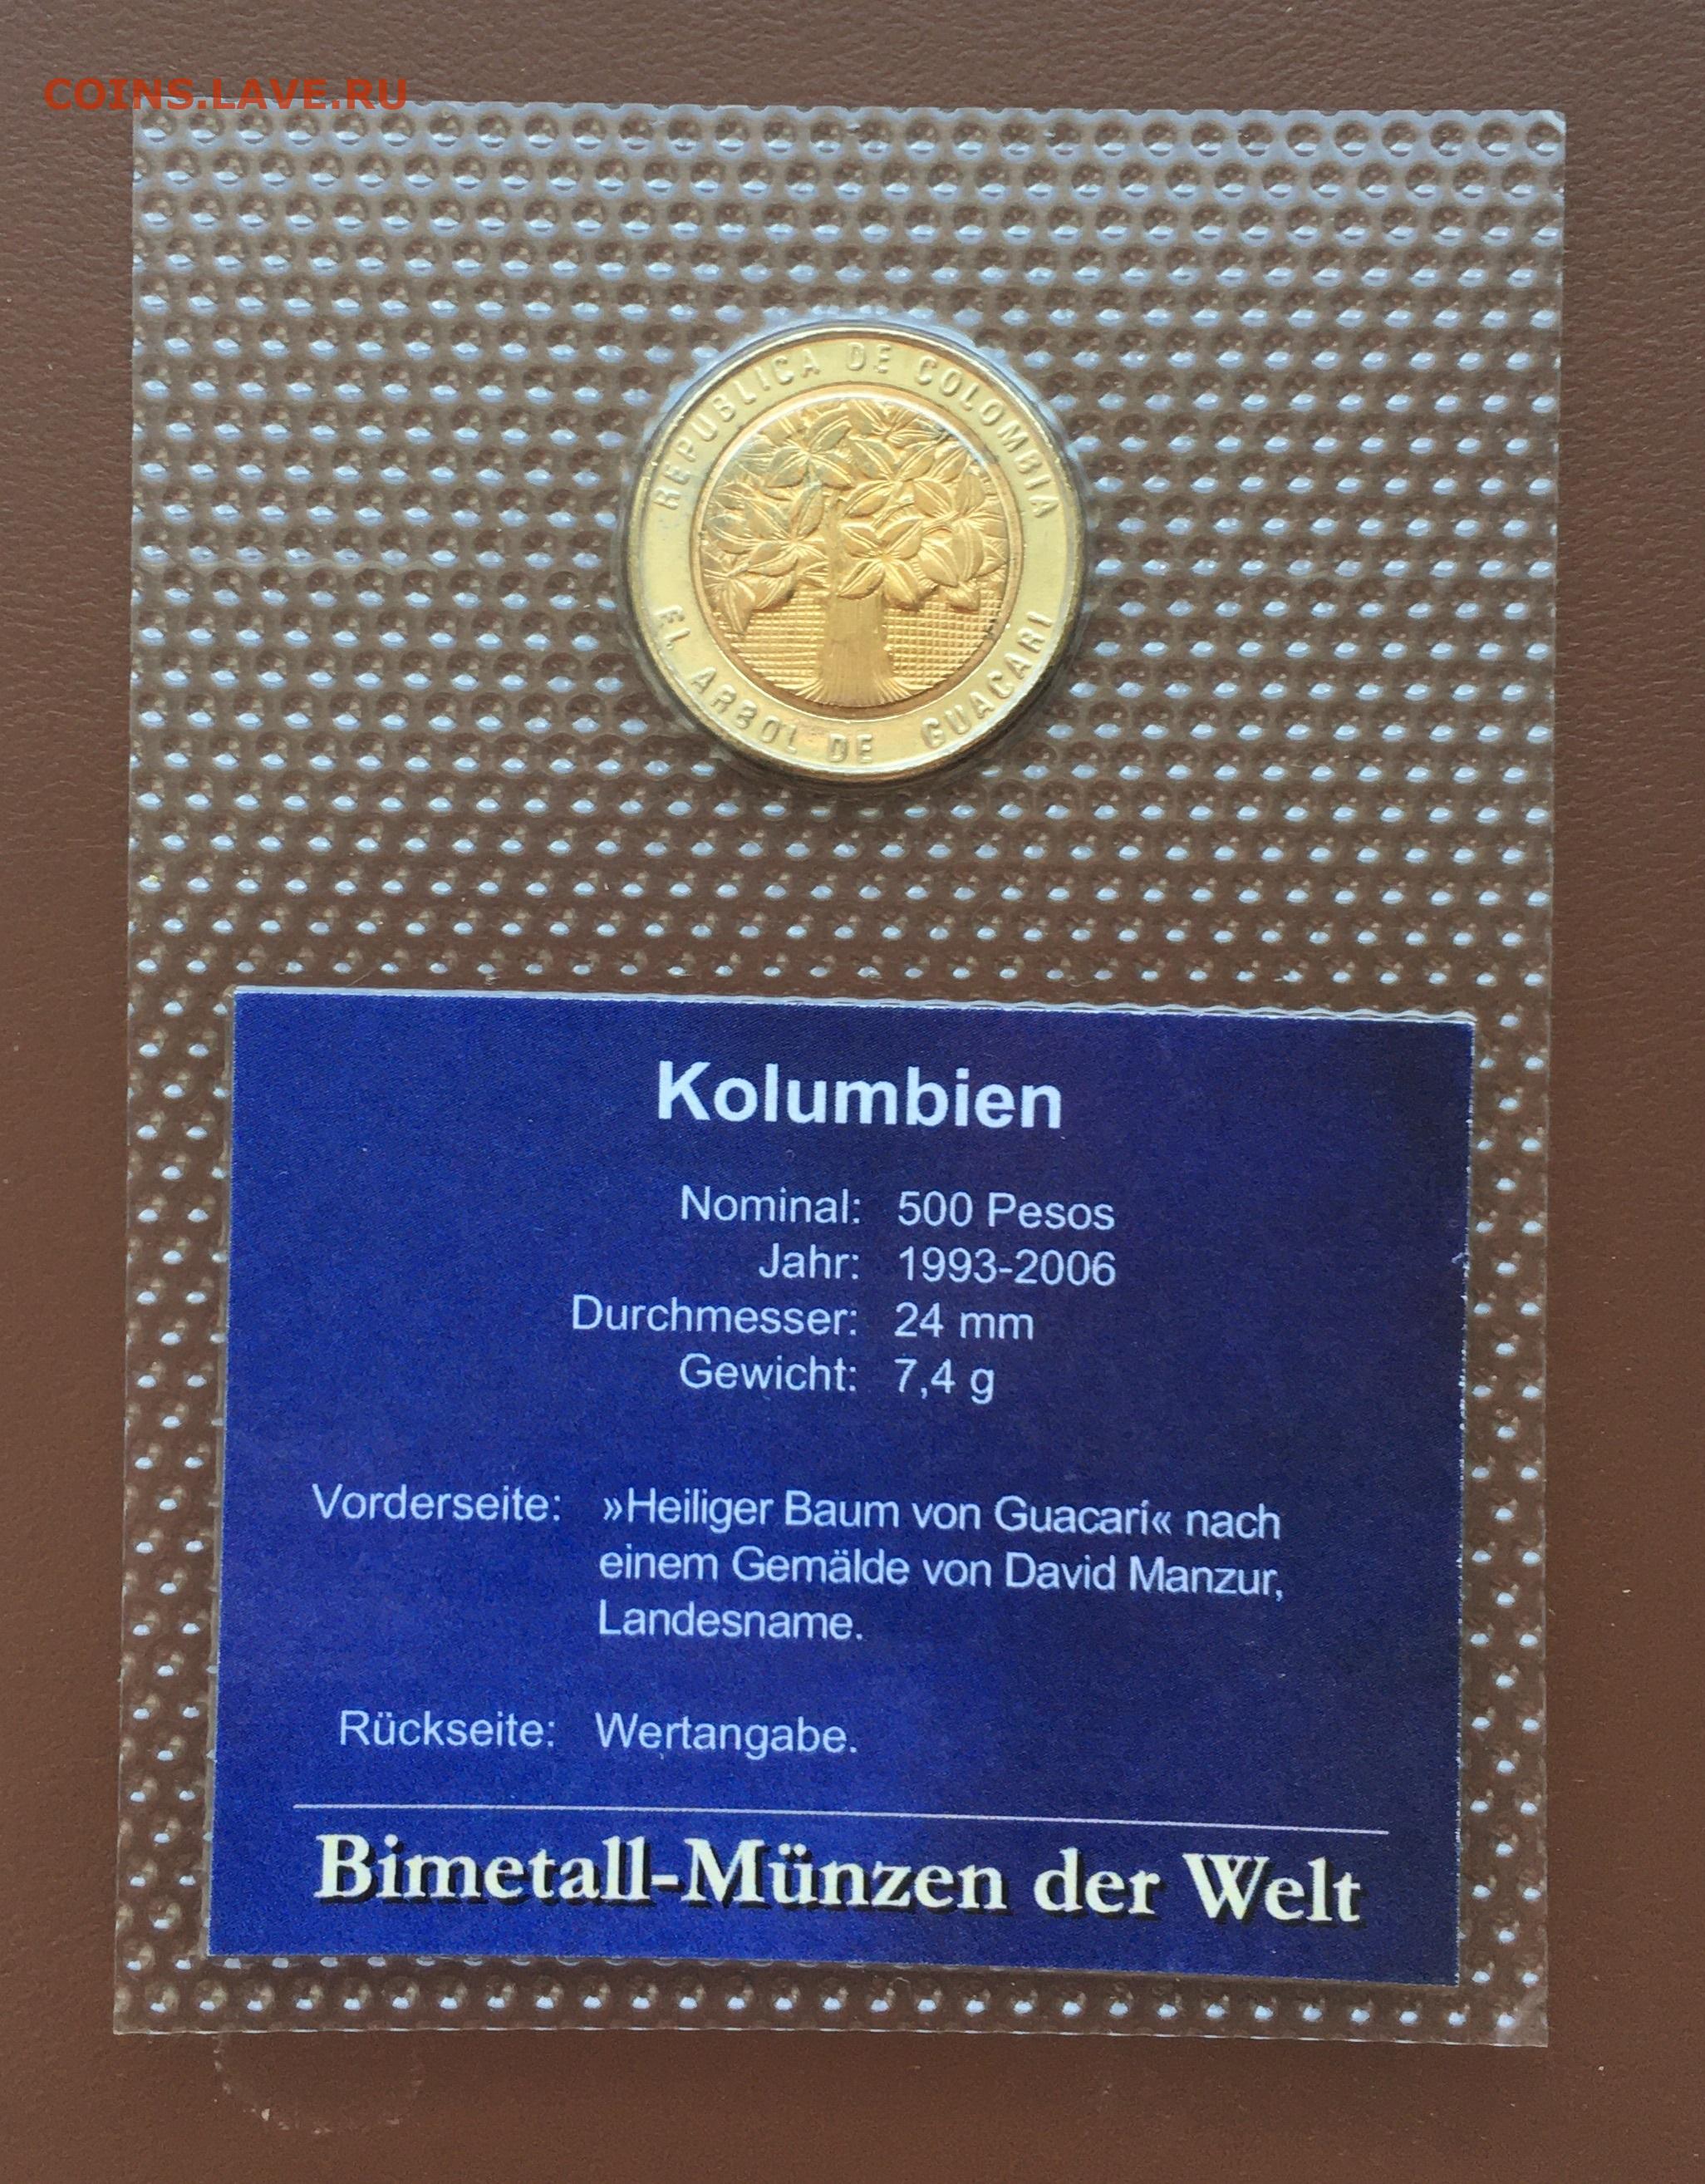 COINS.LAVE.RU
REPUBLICA DE COLOMBIA
EL ARBOL DE GUACARI
Kolumbien
Nominal: 500 Pesos
Jahr: 1993-2006
Durchmesser: 24 mm
Gewicht: 7,4 g
Vorderseite: »Heiliger Baum von Guacarí« nach
einem Gemälde von David Manzur,
Landesname.
Rückseite: Wertangabe.
Bimetall-Münzen der Welt